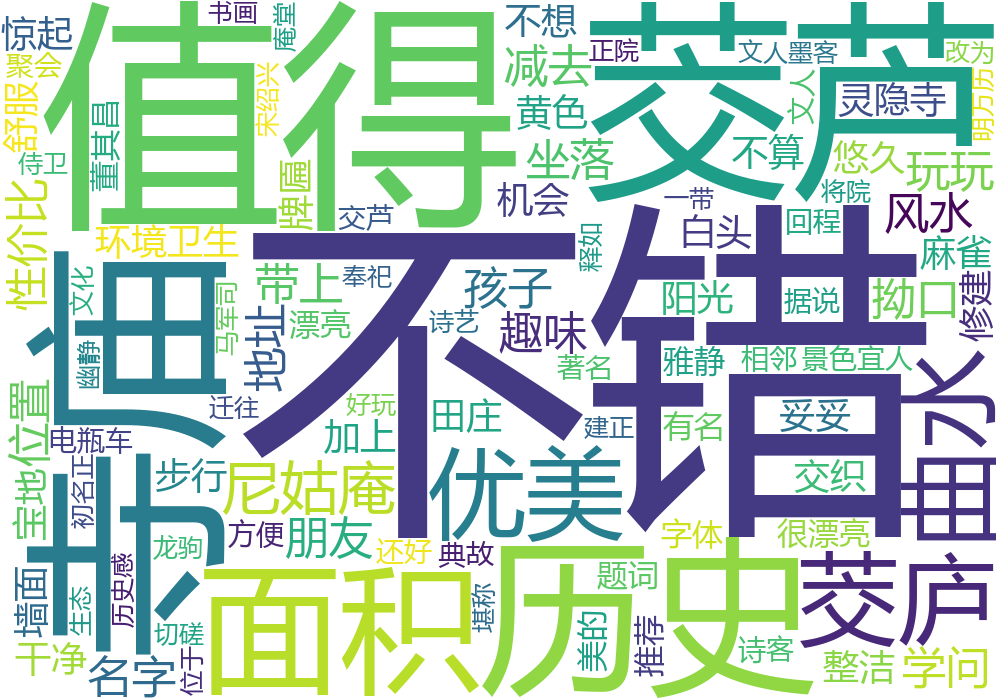 书画
庵堂
不想
正院
文人墨客
改为
惊起
值得
交芦
聚会
减去
灵隐寺
舒服
宋绍兴
黄色
文人
明万历
董其昌
不算
悠久
玩玩
侍卫
牌匾
坐落
将院
性价比
机会
一带
风水
交芦
白头
回程
环境卫生
麻雀
释如
文化
带上
奉祀
孩子
阳光
据说
拗口
修建
画
马军司
地址
不错
漂亮
诗艺
趣味
雅静
相邻
景色宜人
幽静
著名
曲水
位置
迁往
好玩
田庄
建正
有名
妥妥
电瓶车
加上
优美
宝地
初名正
书
步行
尼姑庵
交织
方便
朋友
字体
很漂亮
龙驹
还好
典故
茭庐
墙面
历史感
面积
历史
题词
生态
切磋
堪称
美的
推荐
诗客
干净
名字
位于
整洁
学问